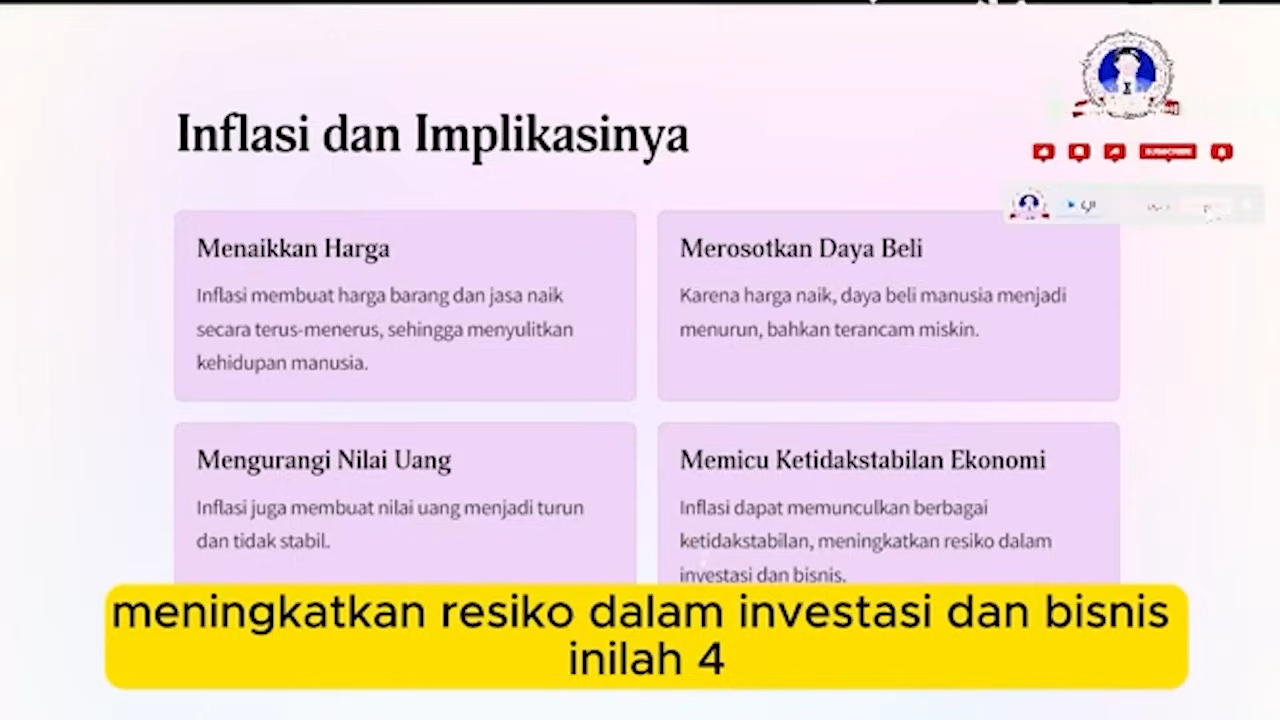 Inflasi dan Implikasinya
Menaikkan Harga
Inflasi membuat harga barang dan jasa naik
secara terus-menerus, sehingga menyulitkan
kehidupan manusia.
Merosotkan Daya Beli
Karena harga naik, daya beli manusia menjadi
menurun, bahkan terancam miskin.
Mengurangi Nilai Uang
Inflasi juga membuat nilai uang menjadi turun
dan tidak stabil.
Memicu Ketidakstabilan Ekonomi
Inflasi dapat memunculkan berbagai
ketidakstabilan, meningkatkan resiko dalam
investasi dan bisnis.
meningkatkan resiko dalam investasi dan bisnis
inilah 4